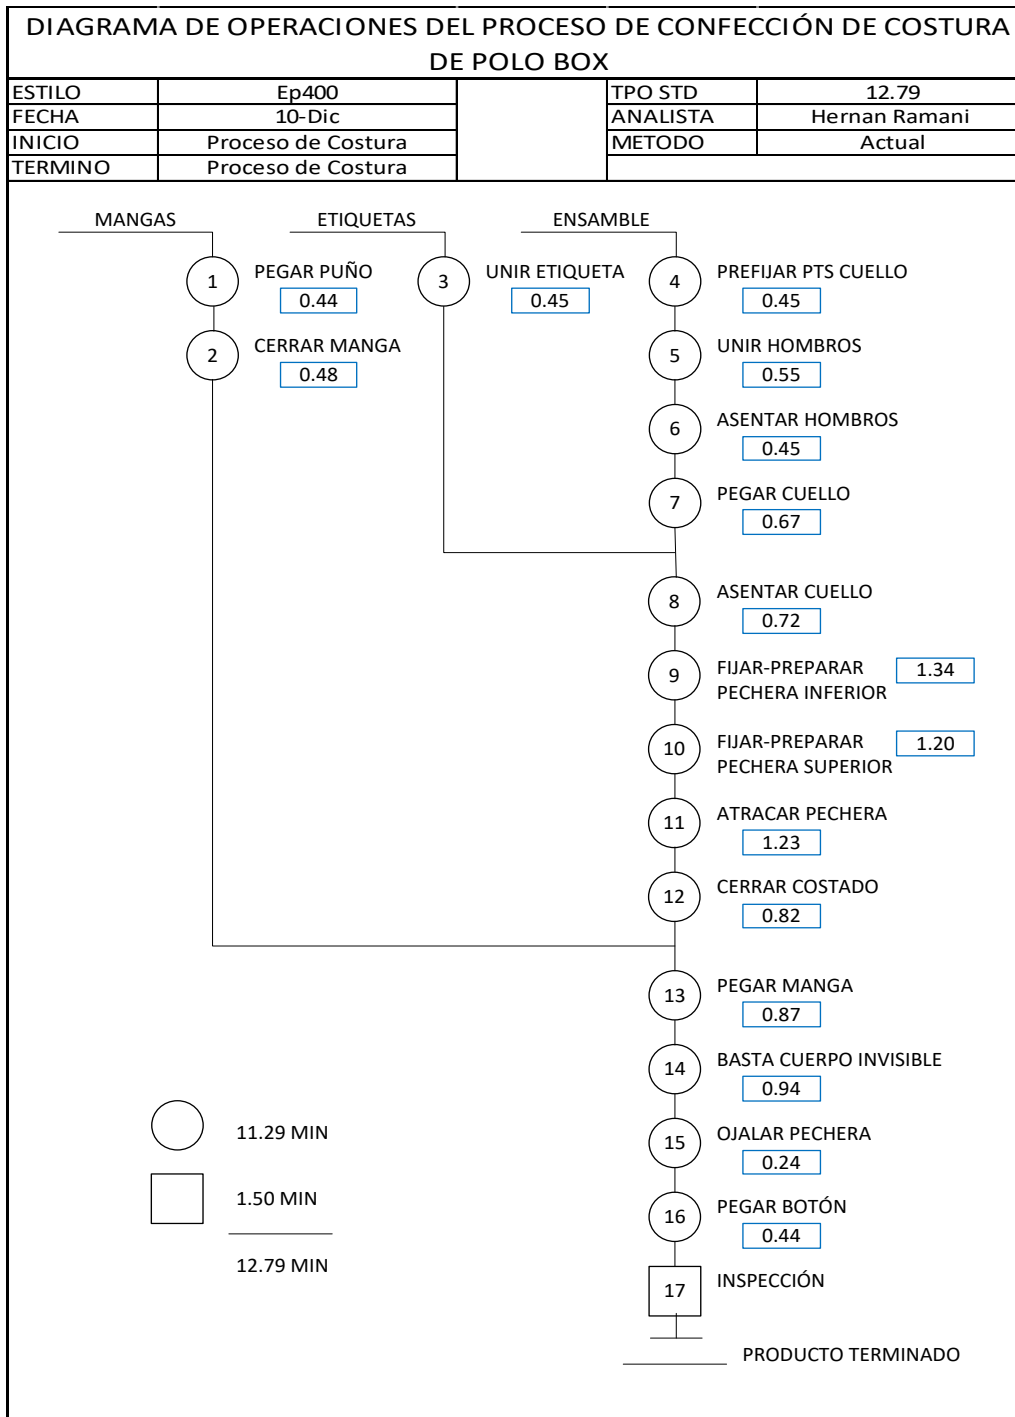 DIAGRAMA DE OPERACIONES DEL PROCESO DE CONFECCIÓN DE COSTURA
DE POLO BOX
ESTILO Ep400 TPO STD 12.79
FECHA 10-Dic ANALISTA Hernan Ramani
INICIO Proceso de Costura METODO Actual
TERMINO Proceso de Costura
MANGAS ETIQUETAS ENSAMBLE
1 PEGAR PUÑO 3 UNIR ETIQUETA 4 PREFIJAR PTS CUELLO
0.44 0.45 0.45
2 CERRAR MANGA 5 UNIR HOMBROS
0.48 0.55
6 ASENTAR HOMBROS
0.45
7 PEGAR CUELLO
0.67
8 ASENTAR CUELLO
0.72
9 FIJAR-PREPARAR 1.34
PECHERA INFERIOR
10 FIJAR-PREPARAR 1.20
PECHERA SUPERIOR
11 ATRACAR PECHERA
1.23
12 CERRAR COSTADO
0.82
13 PEGAR MANGA
0.87
14 BASTA CUERPO INVISIBLE
0.94
11.29 MIN 15 OJALAR PECHERA
0.24
1.50 MIN 16 PEGAR BOTÓN
0.44
12.79 MIN 17 INSPECCIÓN
PRODUCTO TERMINADO